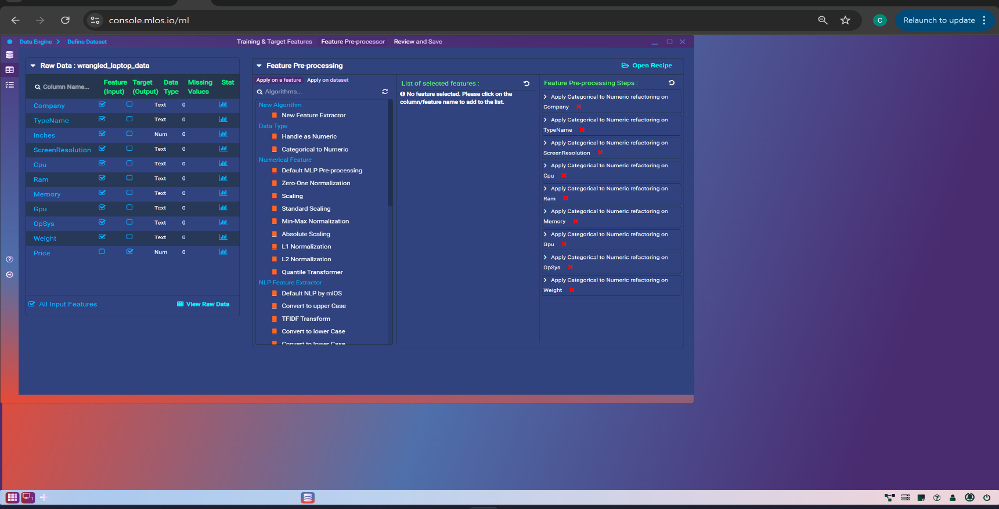 console.mlos.io/ml
C
Relaunch to update
Data Engine > Define Dataset
Training & Target Features
Feature Pre-processor
Review and Save
Raw Data : wrangled_laptop_data
Column Name...
Feature (Input)
Target (Output)
Data Type
Missing Values
Stat
Company Text 0
TypeName Text 0
Inches Num 0
ScreenResolution Text 0
Cpu Text 0
Ram Text 0
Memory Text 0
Gpu Text 0
OpSys Text 0
Weight Text 0
Price Num 0
All Input Features
View Raw Data
Feature Pre-processing
Open Recipe
Apply on a feature
Apply on dataset
Algorithms...
New Algorithm
New Feature Extractor
Data Type
Handle as Numeric
Categorical to Numeric
Numerical Feature
Default MLP Pre-processing
Zero-One Normalization
Scaling
Standard Scaling
Min-Max Normalization
Absolute Scaling
L1 Normalization
L2 Normalization
Quantile Transformer
NLP Feature Extractor
Default NLP by mlOS
Convert to upper Case
TFIDF Transform
Convert to lower Case
Convert to lower Case
List of selected features :
No feature selected. Please click on the
column/feature name to add to the list.
Feature Pre-processing Steps :
Apply Categorical to Numeric refactoring on
Company
Apply Categorical to Numeric refactoring on
TypeName
Apply Categorical to Numeric refactoring on
ScreenResolution
Apply Categorical to Numeric refactoring on
Cpu
Apply Categorical to Numeric refactoring on
Ram
Apply Categorical to Numeric refactoring on
Memory
Apply Categorical to Numeric refactoring on
Gpu
Apply Categorical to Numeric refactoring on
OpSys
Apply Categorical to Numeric refactoring on
Weight
1